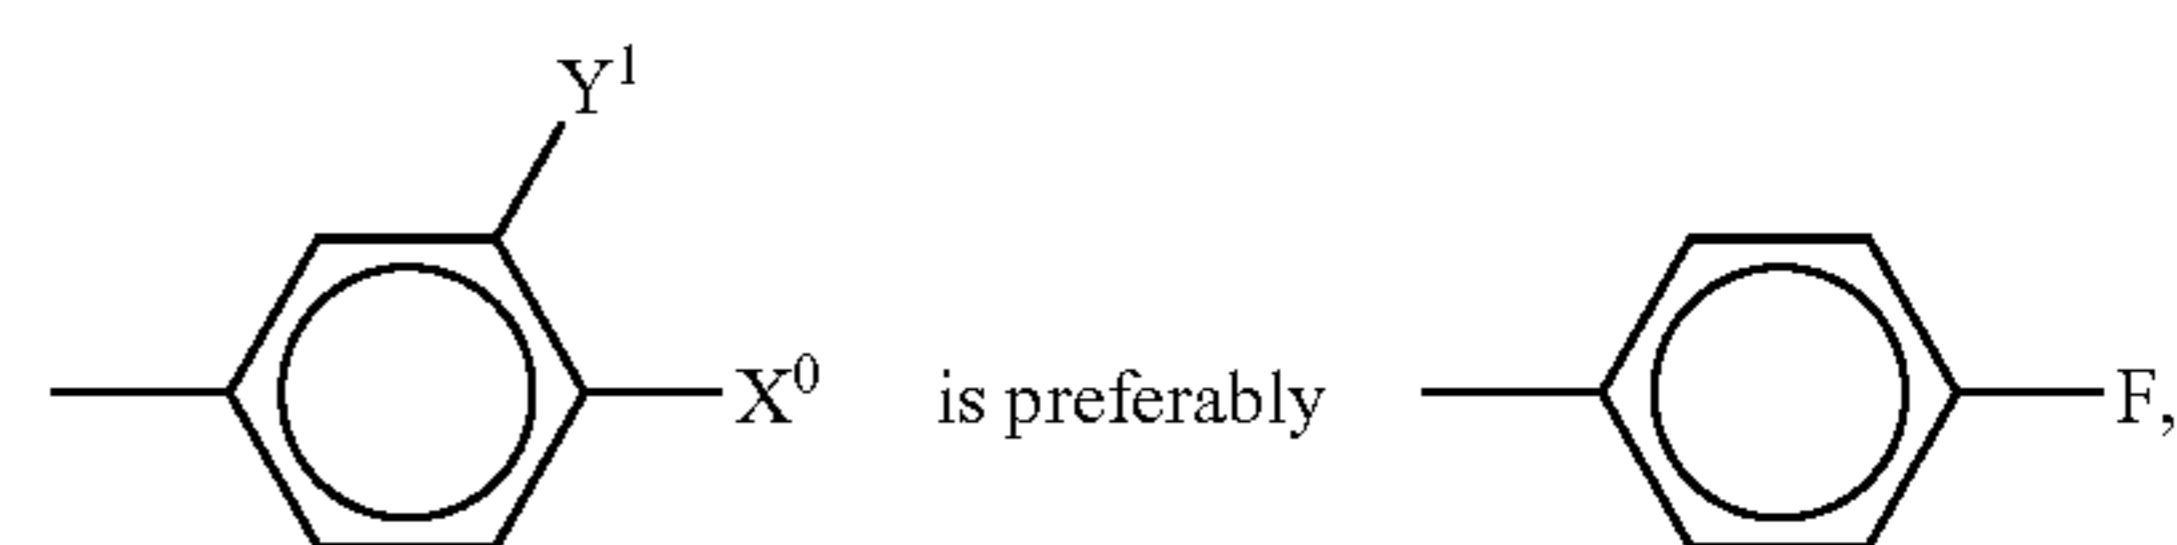 Y¹
X⁰ is preferably F,